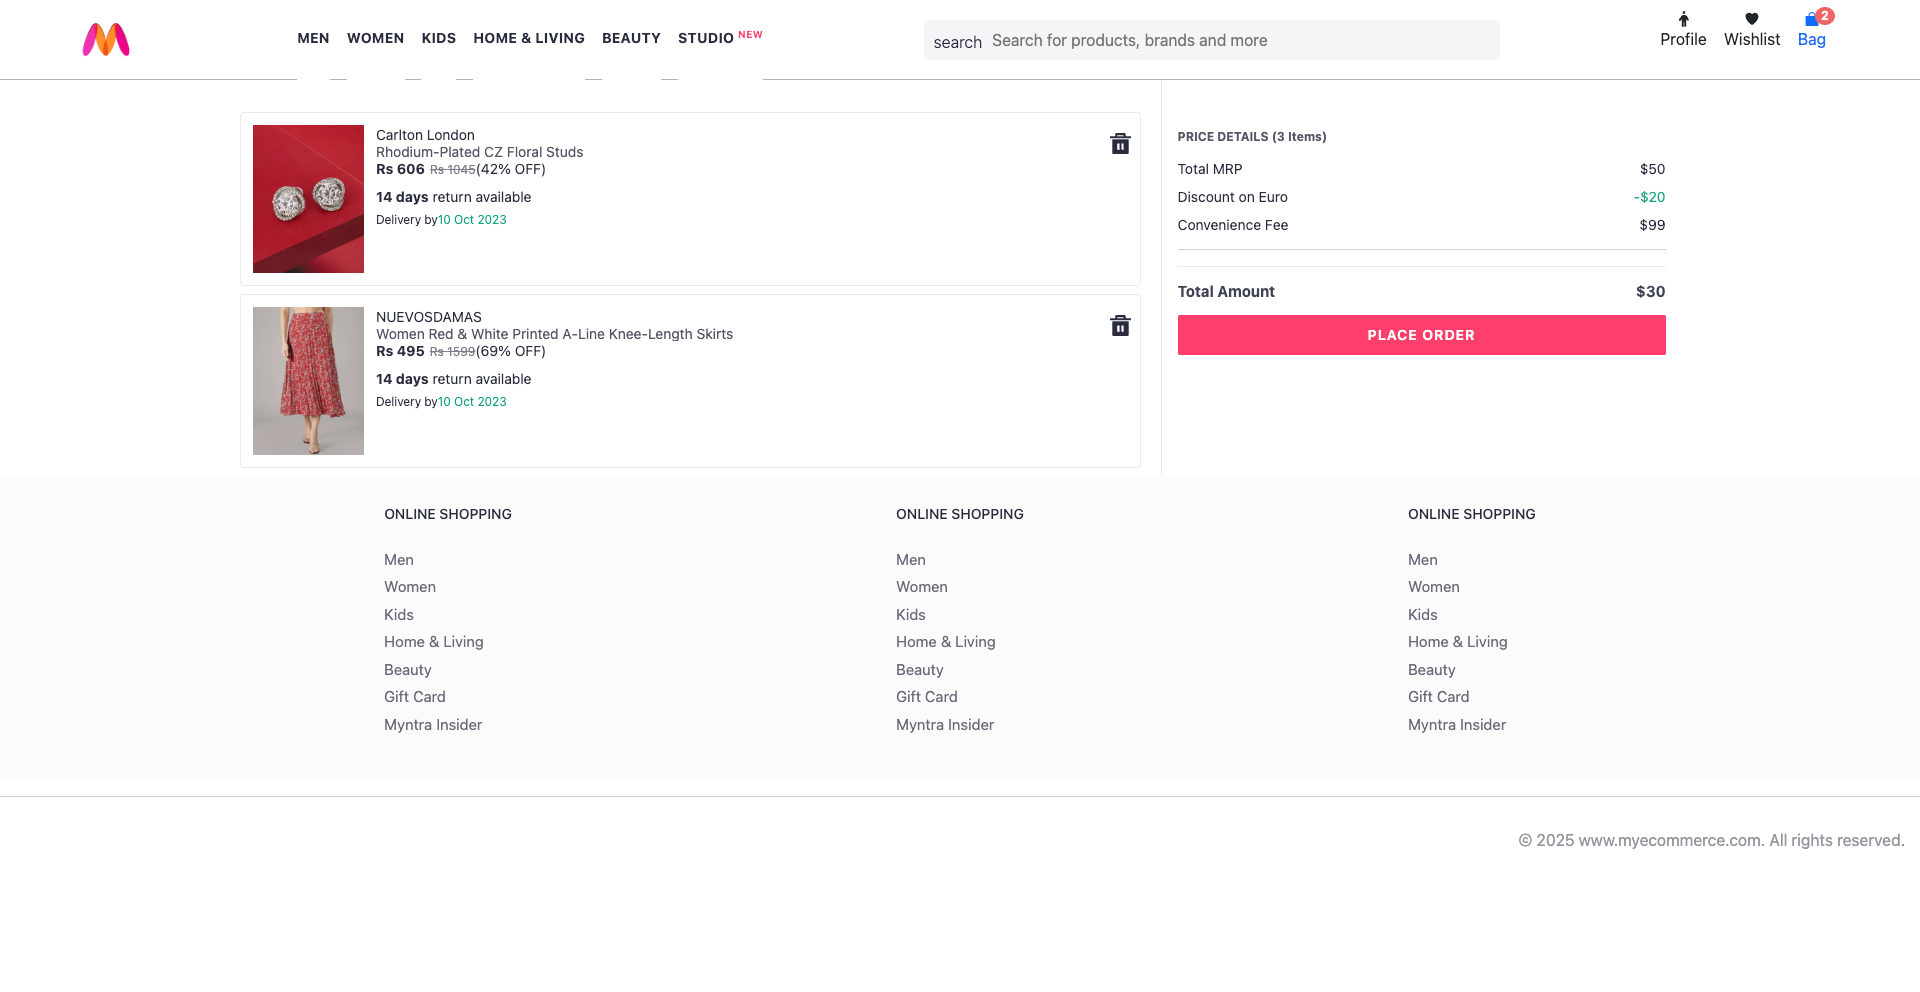 MEN WOMEN KIDS HOME & LIVING BEAUTY STUDIO NEW
search Search for products, brands and more
Profile Wishlist Bag 2
Carlton London
Rhodium-Plated CZ Floral Studs
Rs 606 Rs 1045(42% OFF)
14 days return available
Delivery by10 Oct 2023
NUEVOSDAMAS
Women Red & White Printed A-Line Knee-Length Skirts
Rs 495 Rs 1599(69% OFF)
14 days return available
Delivery by10 Oct 2023
PRICE DETAILS (3 Items)
Total MRP $50
Discount on Euro -$20
Convenience Fee $99
Total Amount $30
PLACE ORDER
ONLINE SHOPPING
Men
Women
Kids
Home & Living
Beauty
Gift Card
Myntra Insider
ONLINE SHOPPING
Men
Women
Kids
Home & Living
Beauty
Gift Card
Myntra Insider
ONLINE SHOPPING
Men
Women
Kids
Home & Living
Beauty
Gift Card
Myntra Insider
© 2025 www.myecommerce.com. All rights reserved.